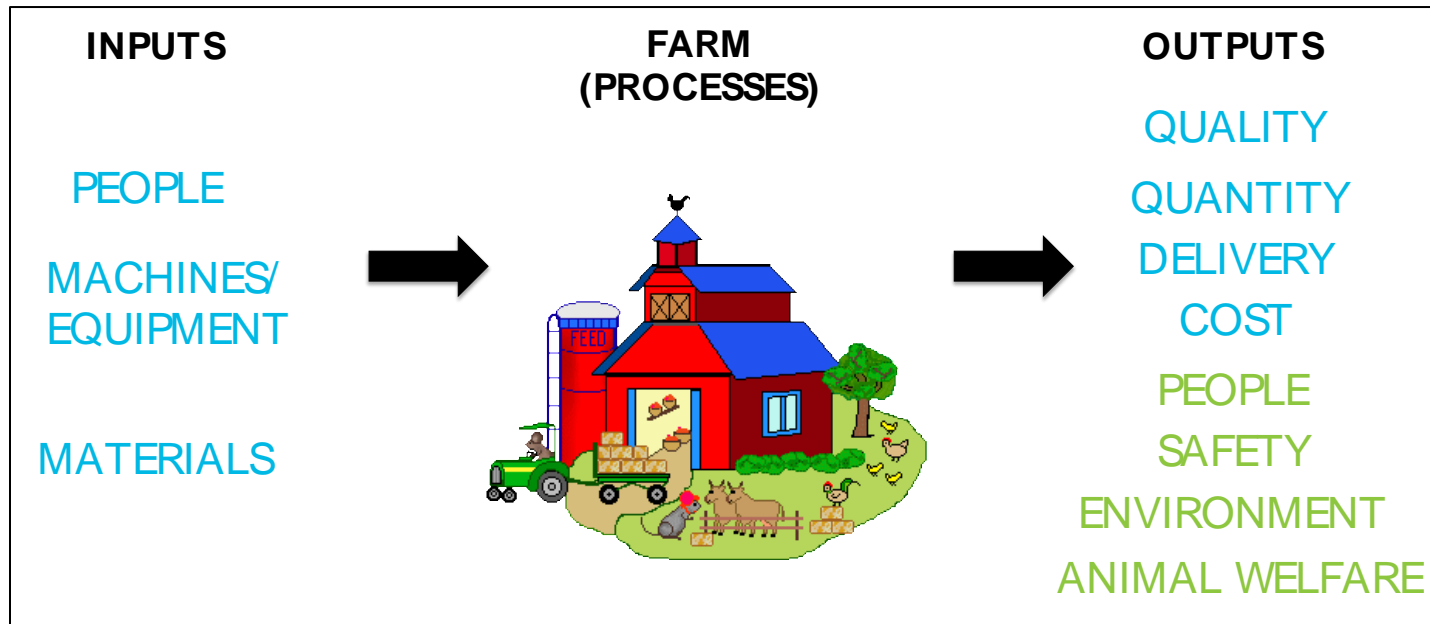 INPUTS
PEOPLE
MACHINES/
EQUIPMENT
MATERIALS
FARM
(PROCESSES)
FEED
OUTPUTS
QUALITY
QUANTITY
DELIVERY
COST
PEOPLE
SAFETY
ENVIRONMENT
ANIMAL WELFARE